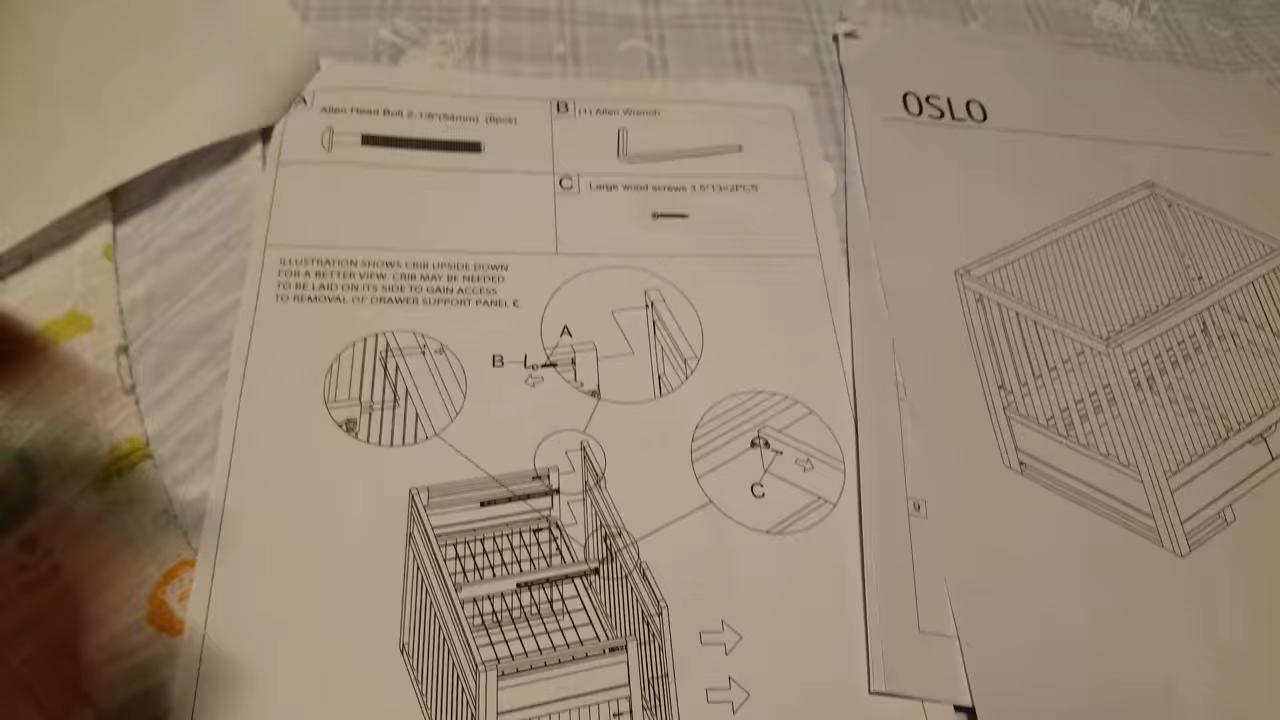 A
Allen Head Bolt 2-1/8"(54mm) (8pcs)
B
(1) Allen Wrench
C
Large wood screws 3.5*13=2PCS
ILLUSTRATION SHOWS CRIB UPSIDE DOWN
FOR A BETTER VIEW. CRIB MAY BE NEEDED
TO BE LAID ON ITS SIDE TO GAIN ACCESS
TO REMOVAL OF DRAWER SUPPORT PANEL
A
B
C
OSLO
9